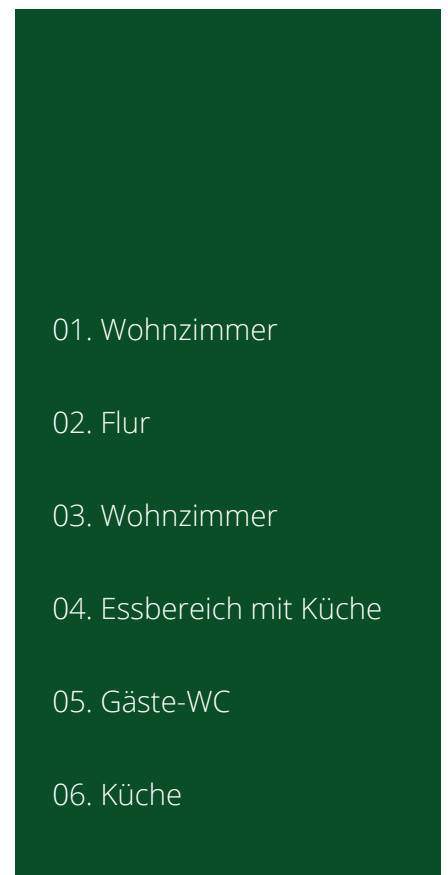 01. Wohnzimmer
02. Flur
03. Wohnzimmer
04. Essbereich mit Küche
05. Gäste-WC
06. Küche